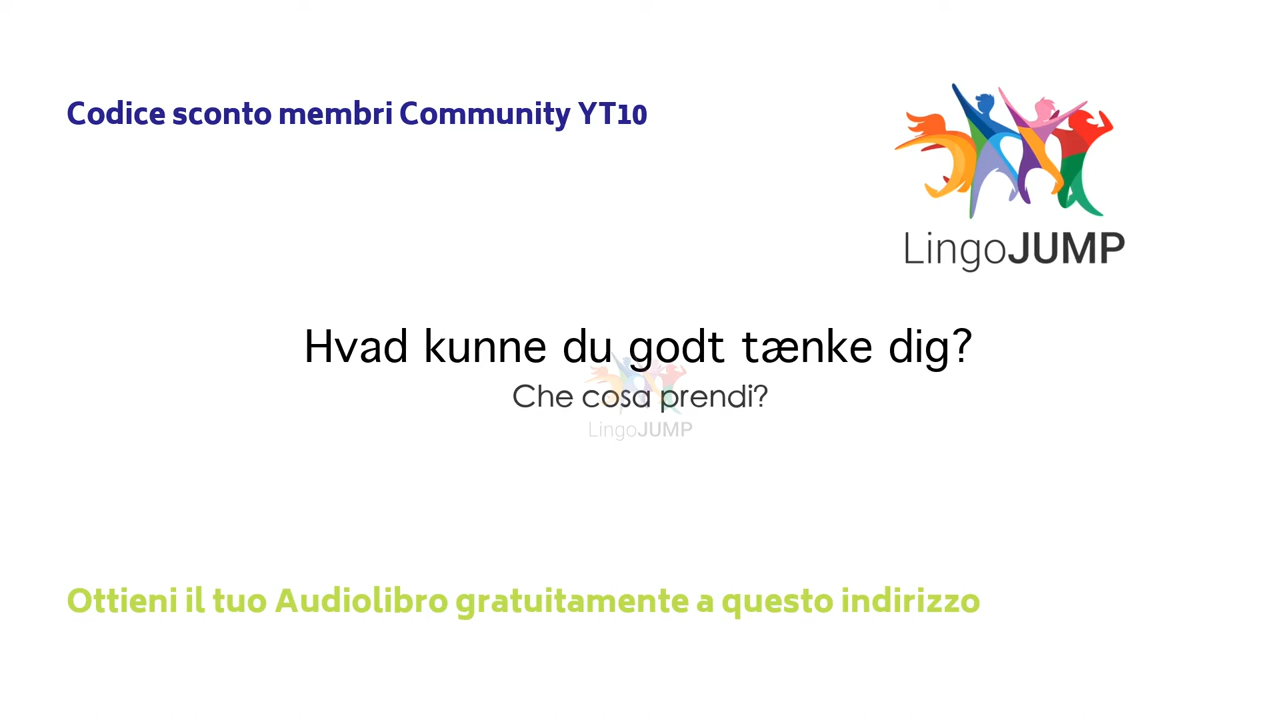 Codice sconto membri Community YT10
LingoJUMP
Hvad kunne du godt tænke dig?
Che cosa prendi?
LingoJUMP
Ottieni il tuo Audiolibro gratuitamente a questo indirizzo